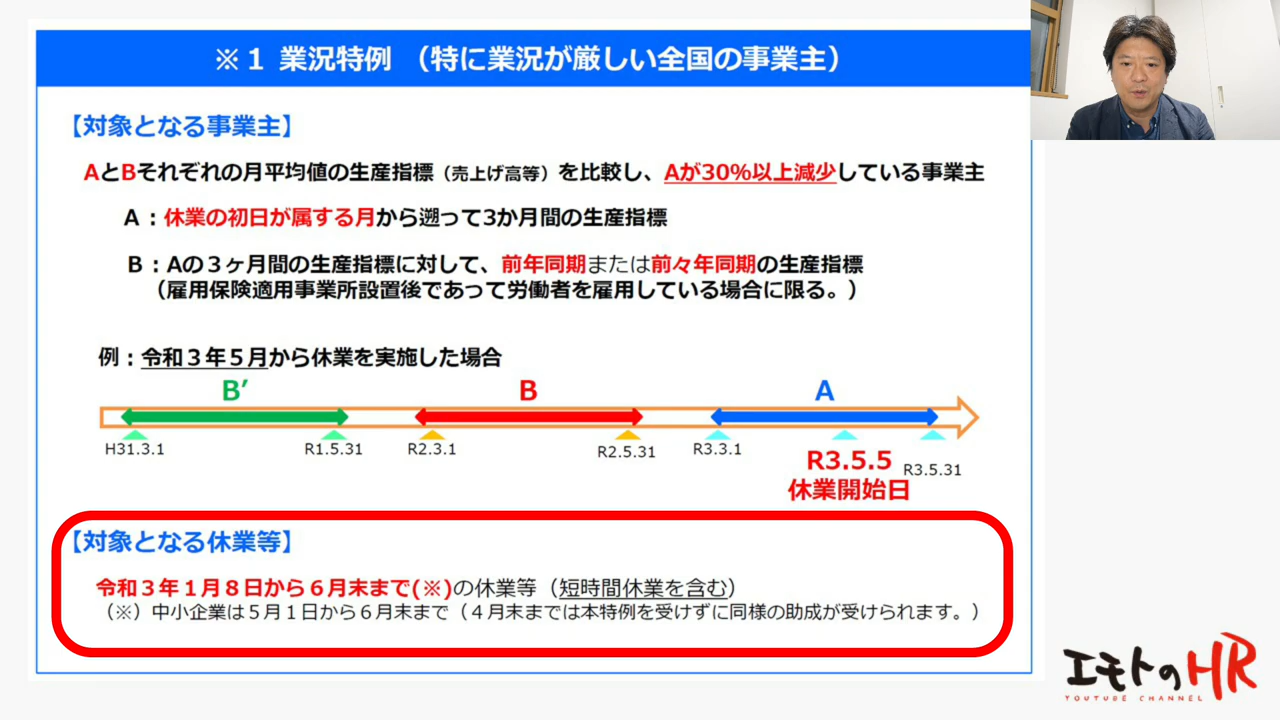 ※１ 業況特例 （特に業況が厳しい全国の事業主）
【対象となる事業主】
AとBそれぞれの月平均値の生産指標（売上げ高等）を比較し、Aが30%以上減少している事業主
A：休業の初日が属する月から遡って3か月間の生産指標
B：Aの３ヶ月間の生産指標に対して、前年同期または前々年同期の生産指標
（雇用保険適用事業所設置後であって労働者を雇用している場合に限る。）
例：令和３年５月から休業を実施した場合
B’ B A
H31.3.1 R1.5.31 R2.3.1 R2.5.31 R3.3.1 R3.5.5 R3.5.31
休業開始日
【対象となる休業等】
令和３年１月８日から６月末まで(※)の休業等（短時間休業を含む）
（※）中小企業は５月１日から６月末まで（４月末までは本特例を受けずに同様の助成が受けられます。）
エモトのHR
YOUTUBE CHANNEL